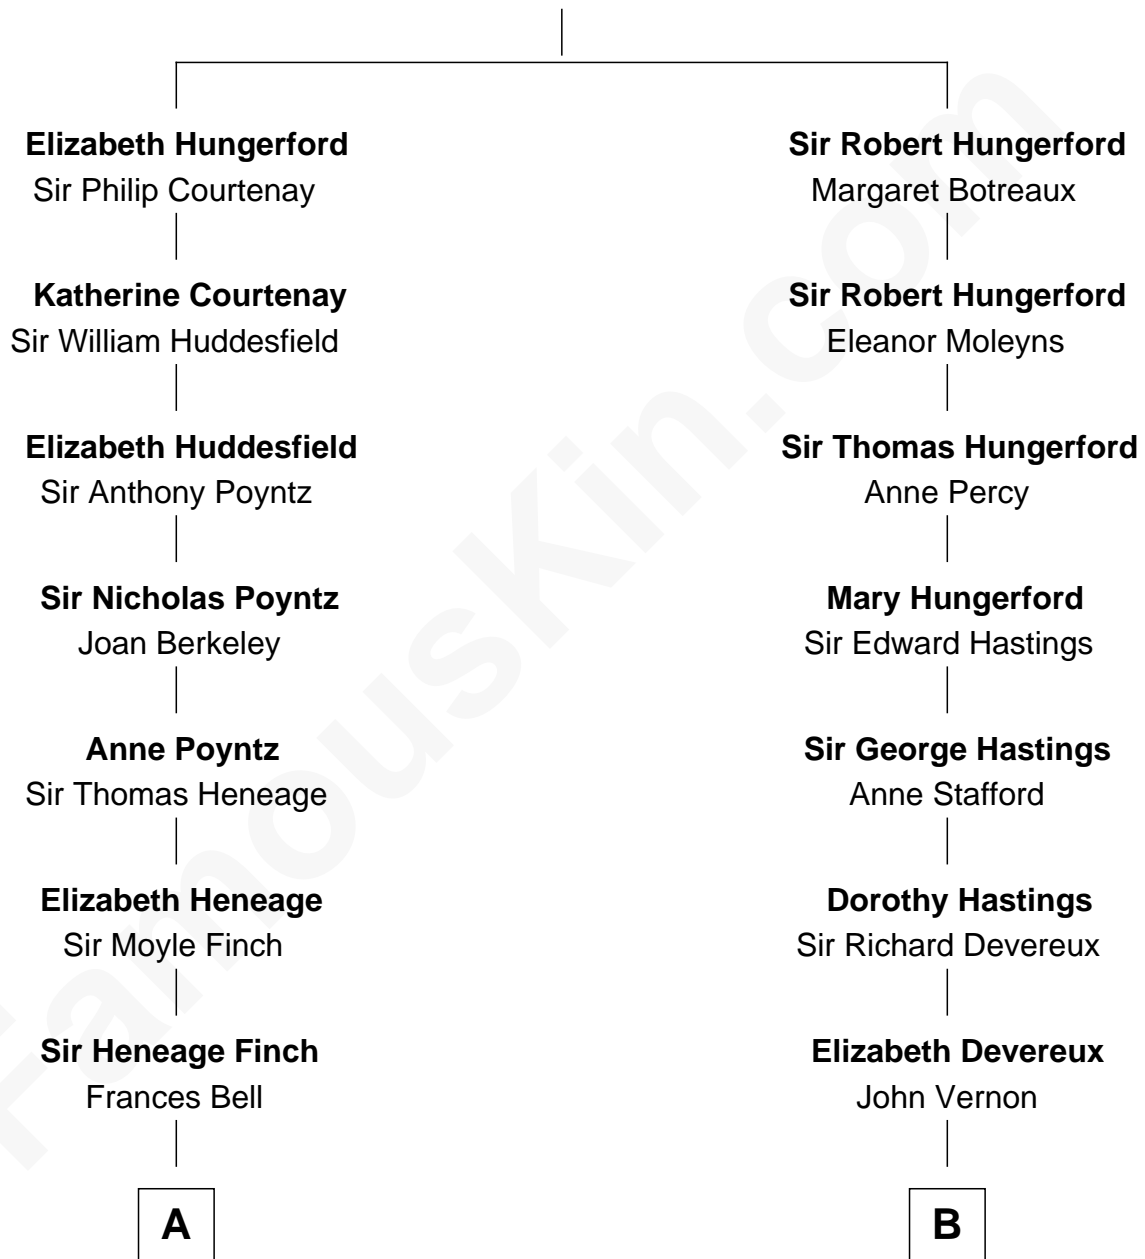 Elizabeth Hungerford
Sir Philip Courtenay
Katherine Courtenay
Sir William Huddesfield
Elizabeth Huddesfield
Sir Anthony Poyntz
Sir Nicholas Poyntz
Joan Berkeley
Anne Poyntz
Sir Thomas Heneage
Elizabeth Heneage
Sir Moyle Finch
Sir Heneage Finch
Frances Bell
A
Sir Robert Hungerford
Margaret Botreaux
Sir Robert Hungerford
Eleanor Moleyns
Sir Thomas Hungerford
Anne Percy
Mary Hungerford
Sir Edward Hastings
Sir George Hastings
Anne Stafford
Dorothy Hastings
Sir Richard Devereux
Elizabeth Devereux
John Vernon
B
FamousKin.com